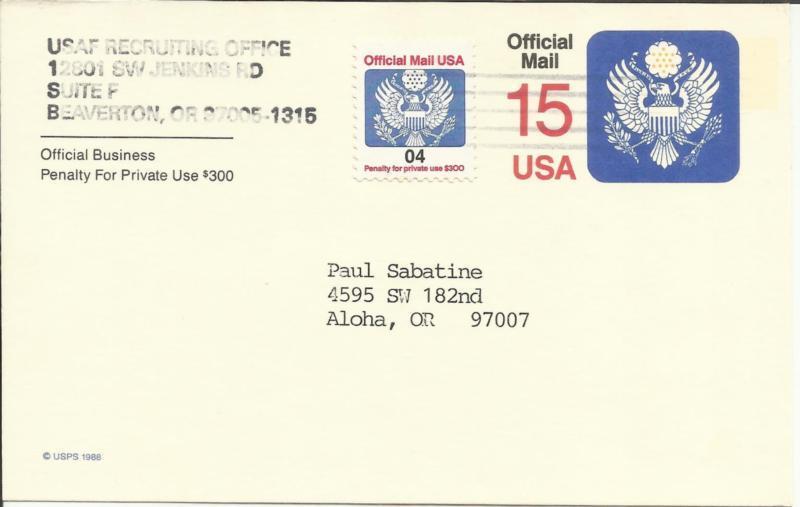 USAF RECRUITING OFFICE
12801 SW JENKINS RD
SUITE F
BEAVERTON, OR 97005-1315
Official Business
Penalty For Private Use $300
Official Mail USA
04
Penalty for private use $300
Official
Mail
15
USA
Paul Sabatine
4595 SW 182nd
Aloha, OR 97007
© USPS 1988